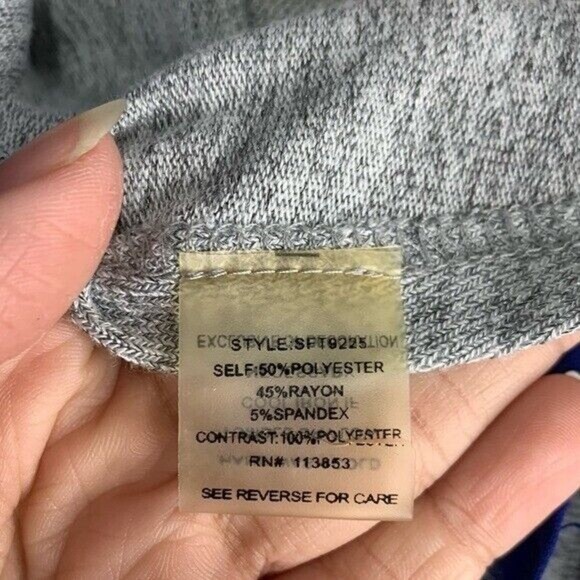 STYLE:SFT9225
SELF:50%POLYESTER
45%RAYON
5%SPANDEX
CONTRAST:100%POLYESTER
RN# 113853
SEE REVERSE FOR CARE